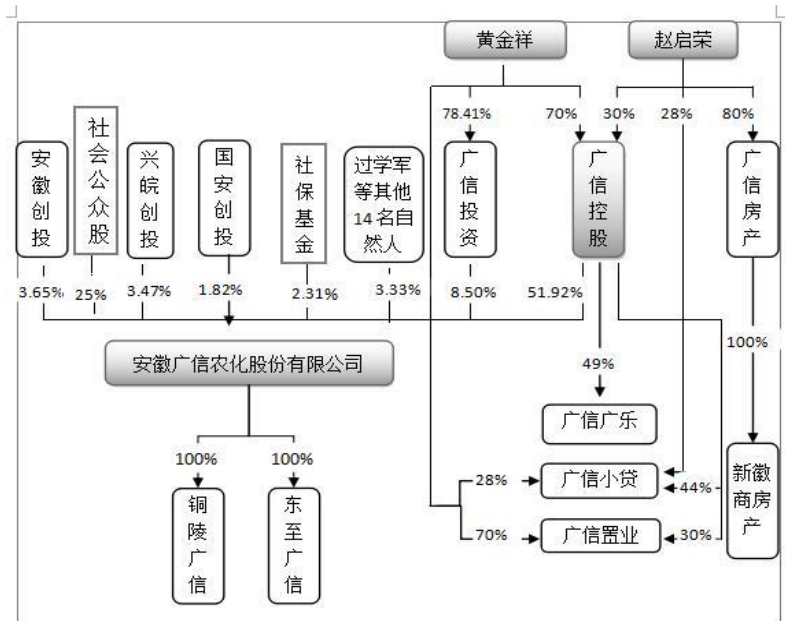 黄金祥
赵启荣
78.41%
70%
30%
28%
80%
安徽创投
社会公众股
兴皖创投
国安创投
社保基金
过学军
等其他
14名自
然人
广信投资
广信控股
广信房产
3.65%
25%
3.47%
1.82%
2.31%
3.33%
8.50%
51.92%
100%
安徽广信农化股份有限公司
49%
广信广乐
100%
100%
28%
广信小贷
44%
新徽
商房
产
铜陵广信
东至广信
70%
广信置业
30%